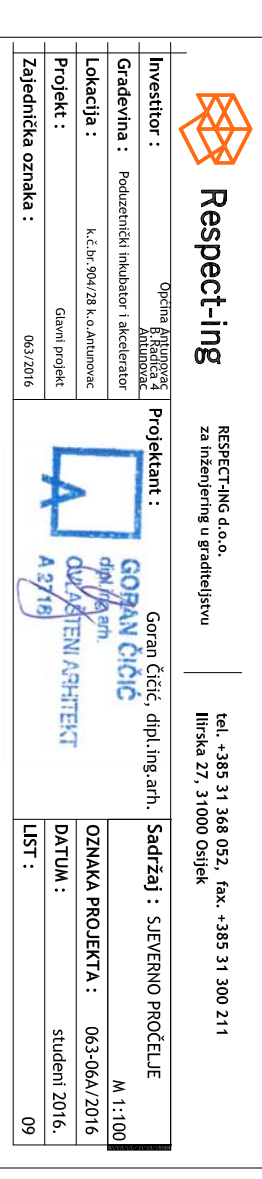 Respect-ing
RESPECT-ING d.o.o.
za inženjering u graditeljstvu
tel. +385 31 368 052, fax. +385 31 300 211
Ilirska 27, 31000 Osijek
Investitor :
Općina Antunovac
B.Radića 4
Antunovac
Građevina : Poduzetnički inkubator i akcelerator
Lokacija : k.č.br.904/28 k.o.Antunovac
Projekt : Glavni projekt
Zajednička oznaka : 063/2016
Projektant : Goran Čičić, dipl.ing.arh.
GORAN ČIČIĆ
dipl.ing.arh.
OVLAŠTENI ARHITEKT
A 2718
Sadržaj : SJEVERNO PROČELJE
M 1:100
OZNAKA PROJEKTA : 063-06A/2016
DATUM : studeni 2016.
LIST : 09